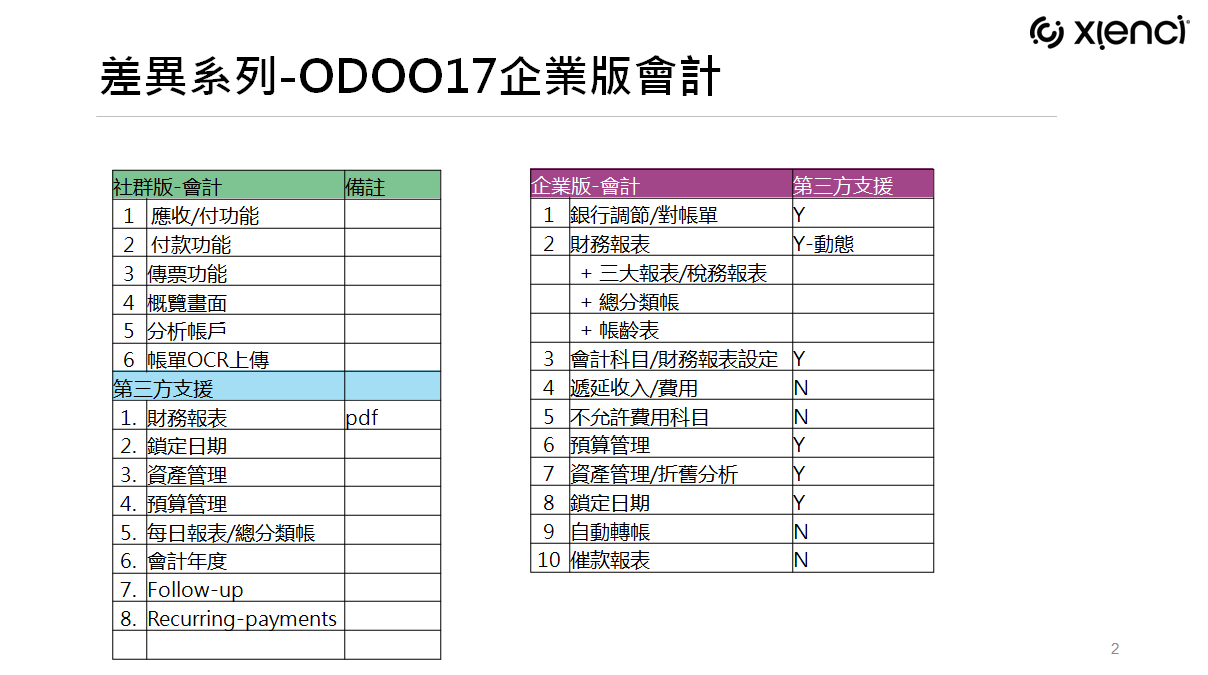 xienci
差異系列-ODOO17企業版會計
社群版-會計 備註
1 應收/付功能
2 付款功能
3 傳票功能
4 概覽畫面
5 分析帳戶
6 帳單OCR上傳
第三方支援
1. 財務報表 pdf
2. 鎖定日期
3. 資產管理
4. 預算管理
5. 每日報表/總分類帳
6. 會計年度
7. Follow-up
8. Recurring-payments
企業版-會計 第三方支援
1 銀行調節/對帳單 Y
2 財務報表 Y-動態
+ 三大報表/稅務報表
+ 總分類帳
+ 帳齡表
3 會計科目/財務報表設定 Y
4 遞延收入/費用 N
5 不允許費用科目 N
6 預算管理 Y
7 資產管理/折舊分析 Y
8 鎖定日期 Y
9 自動轉帳 N
10 催款報表 N
2